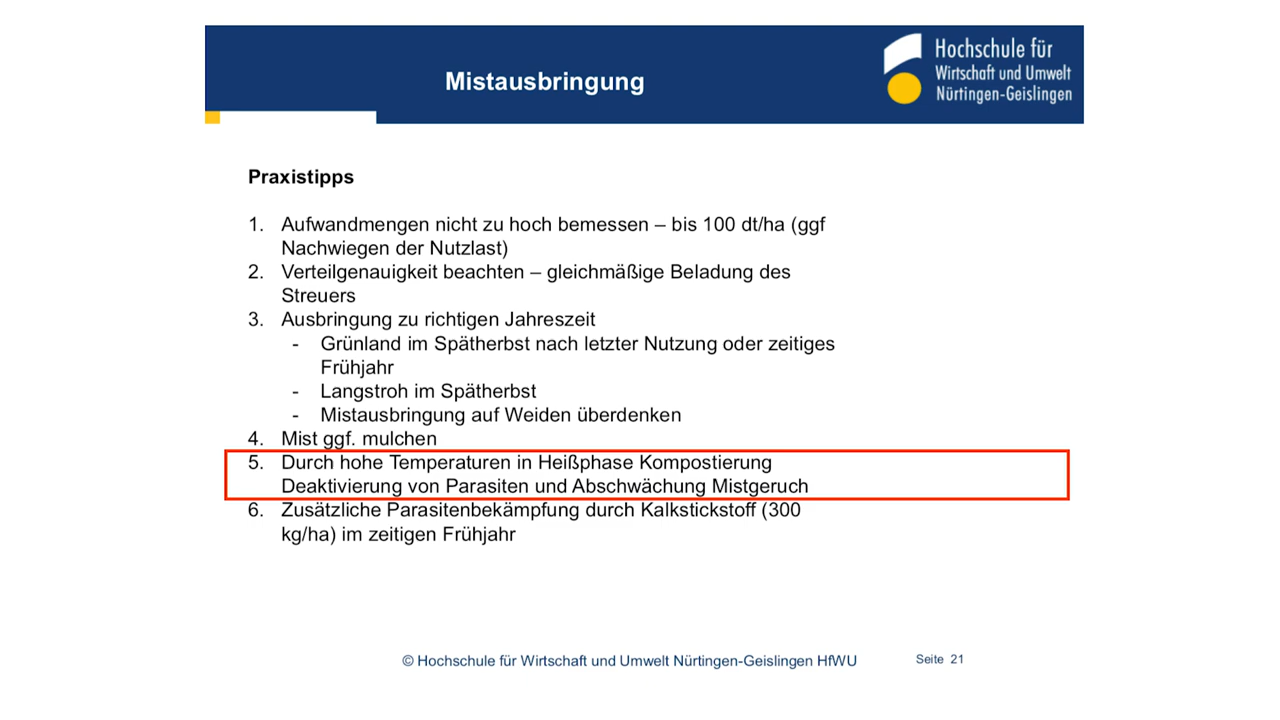 Mistausbringung
Hochschule für
Wirtschaft und Umwelt
Nürtingen-Geislingen
Praxistipps
1. Aufwandmengen nicht zu hoch bemessen – bis 100 dt/ha (ggf
Nachwiegen der Nutzlast)
2. Verteilgenauigkeit beachten – gleichmäßige Beladung des
Streuers
3. Ausbringung zu richtigen Jahreszeit
- Grünland im Spätherbst nach letzter Nutzung oder zeitiges
Frühjahr
- Langstroh im Spätherbst
- Mistausbringung auf Weiden überdenken
4. Mist ggf. mulchen
5. Durch hohe Temperaturen in Heißphase Kompostierung
Deaktivierung von Parasiten und Abschwächung Mistgeruch
6. Zusätzliche Parasitenbekämpfung durch Kalkstickstoff (300
kg/ha) im zeitigen Frühjahr
© Hochschule für Wirtschaft und Umwelt Nürtingen-Geislingen HfWU
Seite 21